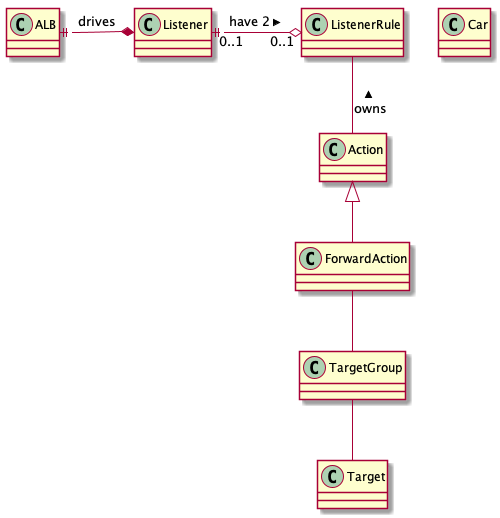 C ALB
drives
C Listener
have 2 ►
0..1
0..1
C ListenerRule
C Car
▲
owns
C Action
C ForwardAction
C TargetGroup
C Target